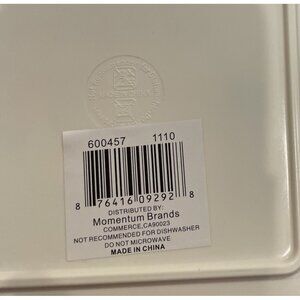 600457 1110
8 76416 09292 8
DISTRIBUTED BY:
Momentum Brands
COMMERCE,CA90023
NOT RECOMMENDED FOR DISHWASHER
DO NOT MICROWAVE
MADE IN CHINA